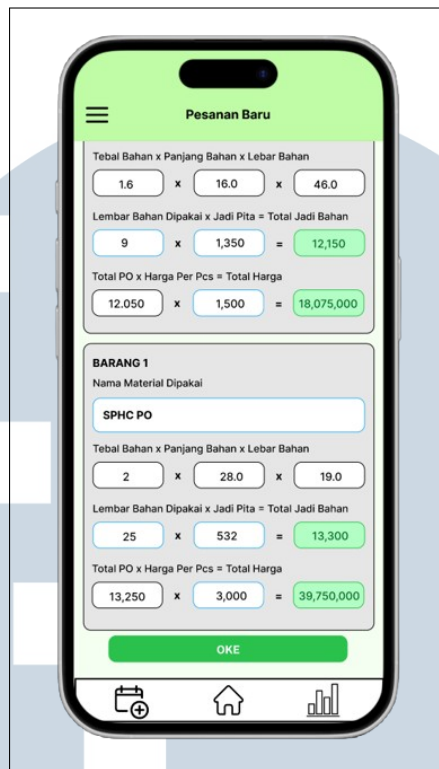 Pesanan Baru
Tebal Bahan x Panjang Bahan x Lebar Bahan
1.6 x 16.0 x 46.0
Lembar Bahan Dipakai x Jadi Pita = Total Jadi Bahan
9 x 1,350 = 12,150
Total PO x Harga Per Pcs = Total Harga
12.050 x 1,500 = 18,075,000
BARANG 1
Nama Material Dipakai
SPHC PO
Tebal Bahan x Panjang Bahan x Lebar Bahan
2 x 28.0 x 19.0
Lembar Bahan Dipakai x Jadi Pita = Total Jadi Bahan
25 x 532 = 13,300
Total PO x Harga Per Pcs = Total Harga
13,250 x 3,000 = 39,750,000
OKE